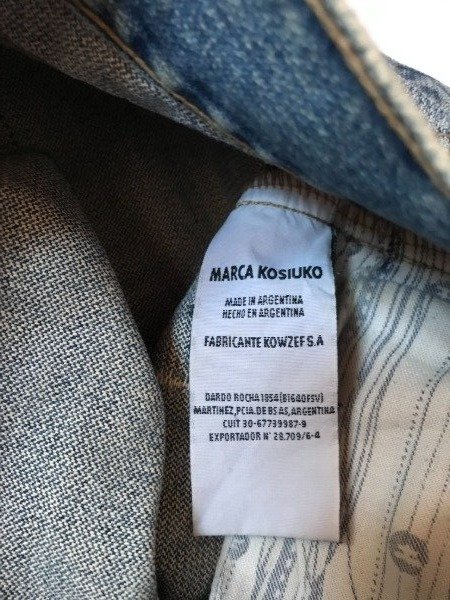 MARCA KOSIUKO
MADE IN ARGENTINA
HECHO EN ARGENTINA
FABRICANTE KOWZEF S.A
DARDO ROCHA 1854(B1640FSV)
MARTINEZ,PCIA.DE BS AS,ARGENTINA
CUIT 30-67739987-9
EXPORTADOR N° 28.709/6-4